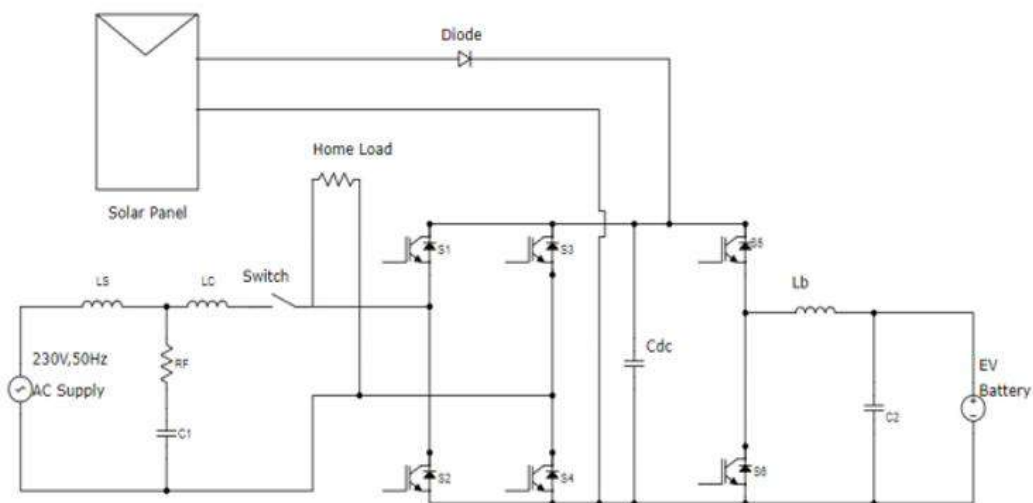 Diode
Home Load
Solar Panel
S1
S3
S5
LS
LC
Switch
Lb
230V,50Hz
AC Supply
RF
Cdc
EV
Battery
C1
C2
S2
S4
S6